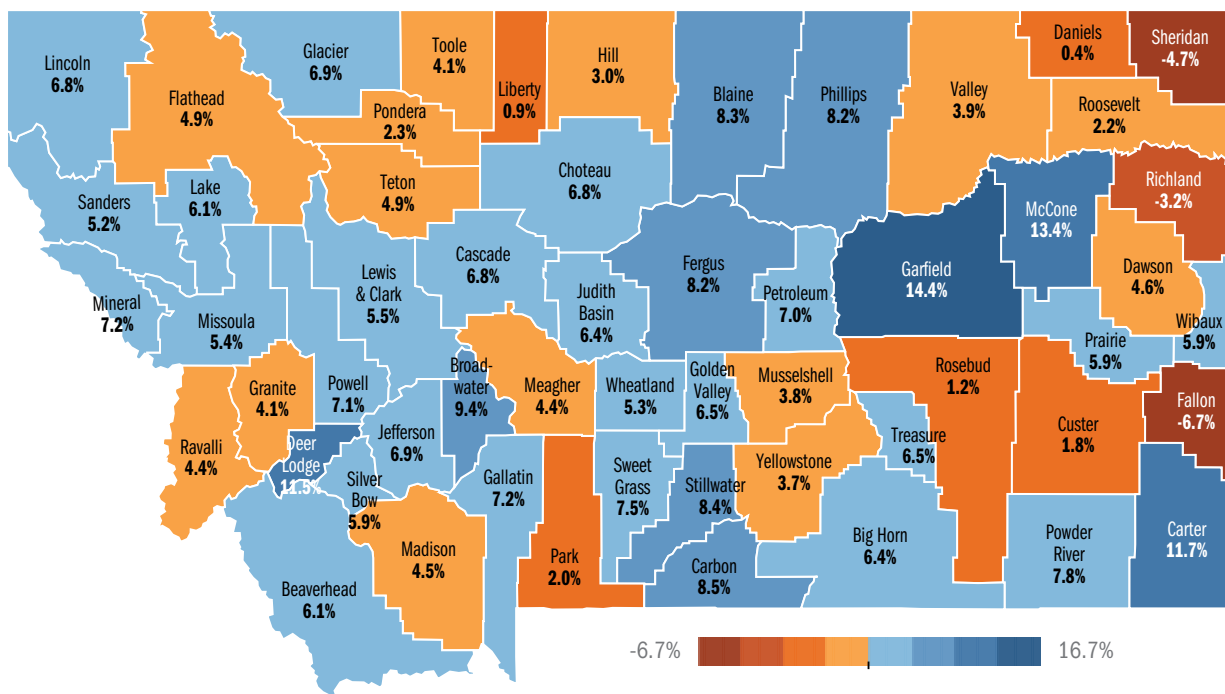 Lincoln
6.8%
Flathead
4.9%
Glacier
6.9%
Toole
4.1%
Pondera
2.3%
Teton
4.9%
Liberty
0.9%
Hill
3.0%
Choteau
6.8%
Blaine
8.3%
Phillips
8.2%
Valley
3.9%
Daniels
0.4%
Sheridan
-4.7%
Roosevelt
2.2%
Richland
-3.2%
McCone
13.4%
Garfield
14.4%
Dawson
4.6%
Wibaux
5.9%
Prairie
5.9%
Sanders
5.2%
Lake
6.1%
Mineral
7.2%
Missoula
5.4%
Lewis
& Clark
5.5%
Cascade
6.8%
Judith
Basin
6.4%
Fergus
8.2%
Petroleum
7.0%
Ravalli
4.4%
Granite
4.1%
Powell
7.1%
Deer
Lodge
11.5%
Silver
Bow
5.9%
Jefferson
6.9%
Broad-
water
9.4%
Meagher
4.4%
Wheatland
5.3%
Golden
Valley
6.5%
Musselshell
3.8%
Rosebud
1.2%
Treasure
6.5%
Custer
1.8%
Fallon
-6.7%
Beaverhead
6.1%
Madison
4.5%
Gallatin
7.2%
Park
2.0%
Sweet
Grass
7.5%
Stillwater
8.4%
Yellowstone
3.7%
Carbon
8.5%
Big Horn
6.4%
Powder
River
7.8%
Carter
11.7%
-6.7%
16.7%